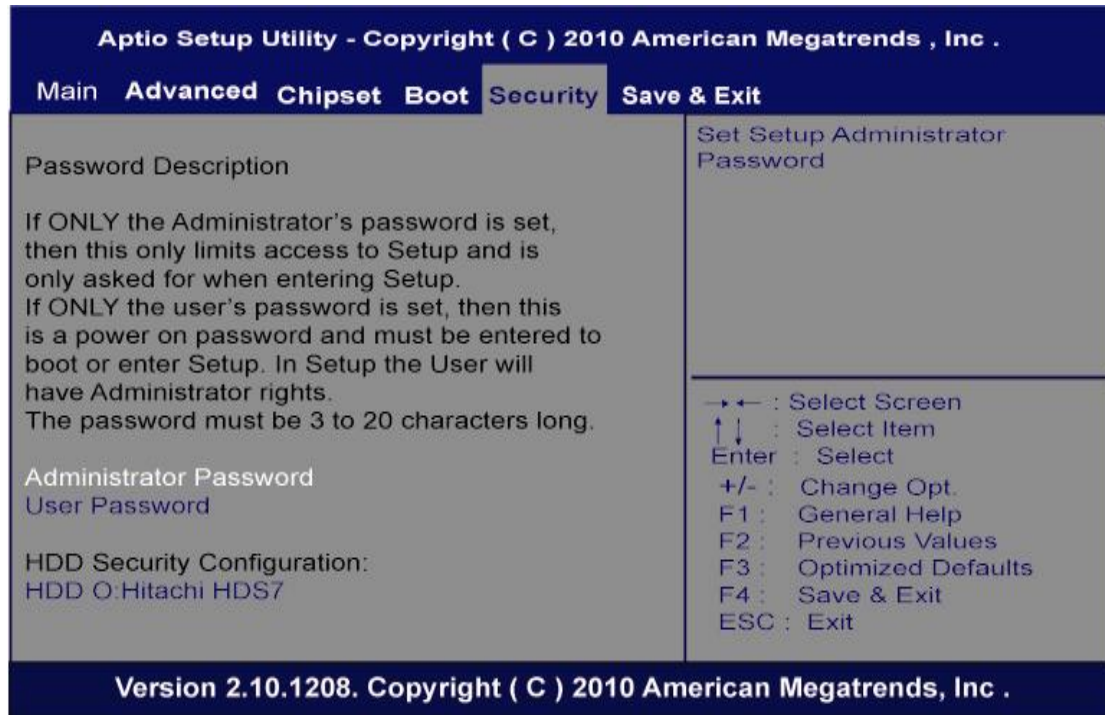 Aptio Setup Utility - Copyright ( C ) 2010 American Megatrends , Inc .
Main Advanced Chipset Boot Security Save & Exit
Password Description
If ONLY the Administrator's password is set,
then this only limits access to Setup and is
only asked for when entering Setup.
If ONLY the user's password is set, then this
is a power on password and must be entered to
boot or enter Setup. In Setup the User will
have Administrator rights.
The password must be 3 to 20 characters long.
Administrator Password
User Password
HDD Security Configuration:
HDD O:Hitachi HDS7
Set Setup Administrator
Password
→ ← : Select Screen
↑ ↓ : Select Item
Enter : Select
+/- : Change Opt.
F1 : General Help
F2 : Previous Values
F3 : Optimized Defaults
F4 : Save & Exit
ESC : Exit
Version 2.10.1208. Copyright ( C ) 2010 American Megatrends, Inc .